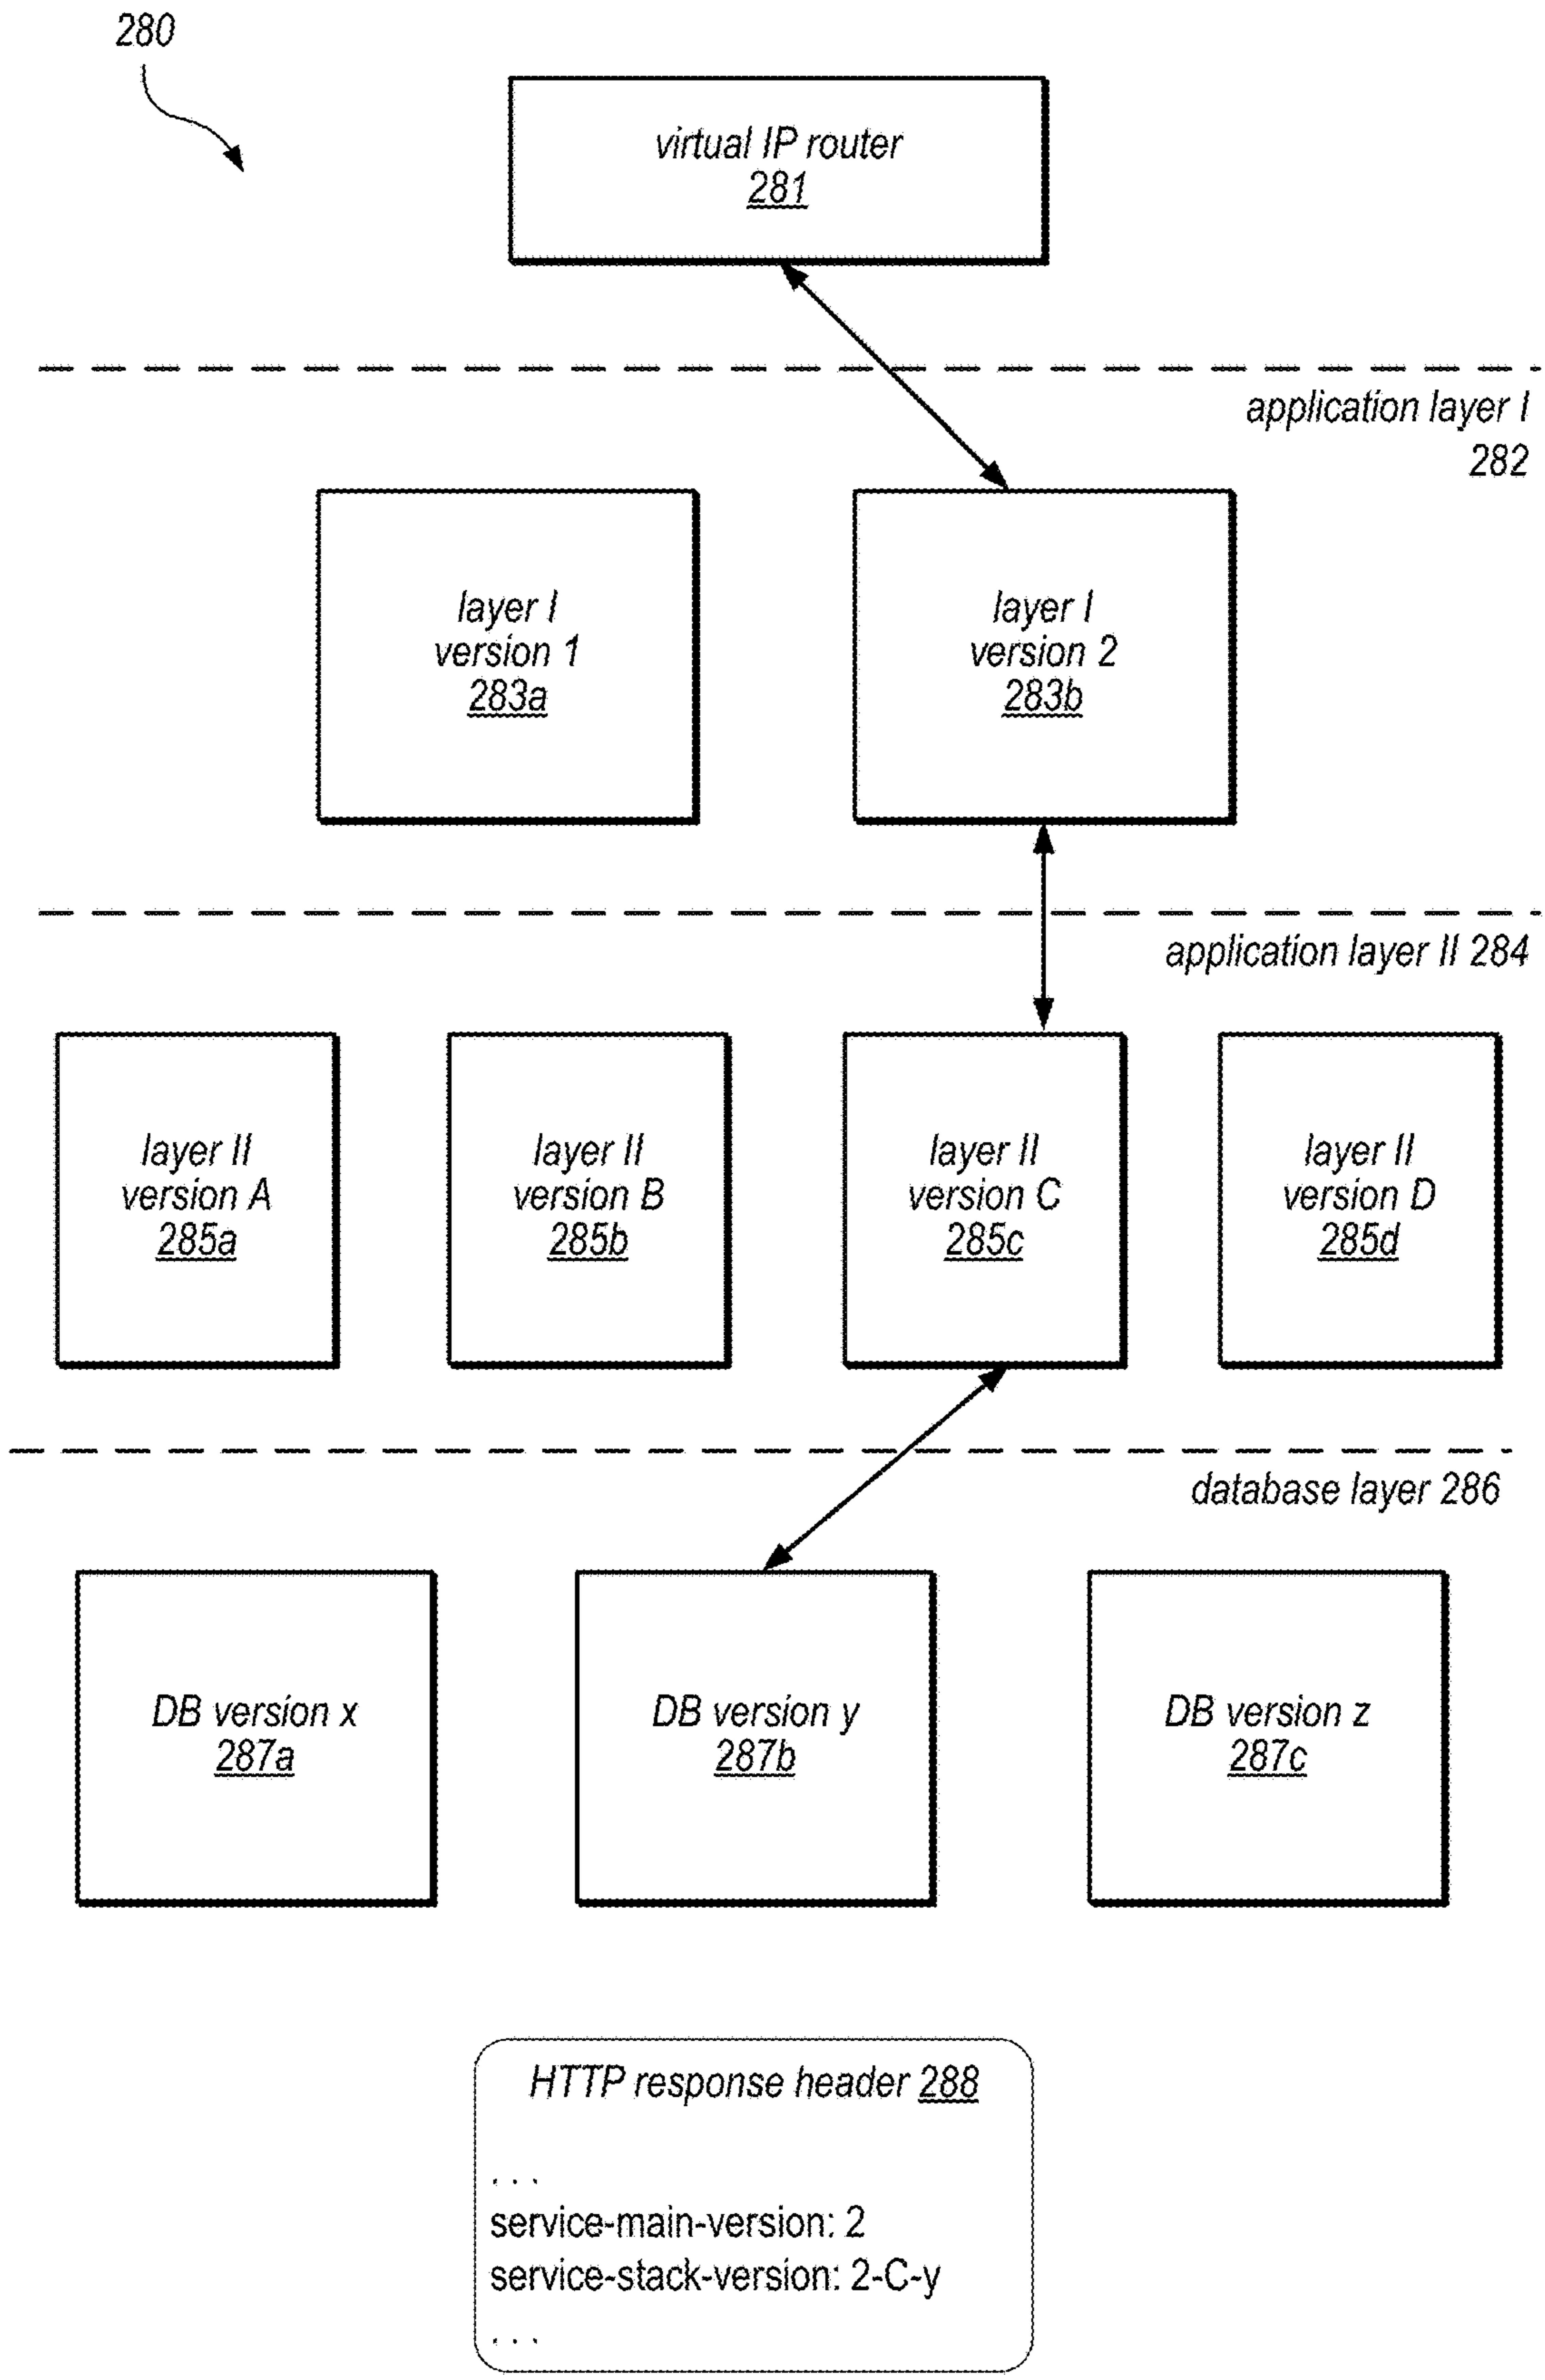 280
virtual IP router
281
application layer I
282
layer I
version 1
283a
layer I
version 2
283b
application layer II 284
layer II
version A
285a
layer II
version B
285b
layer II
version C
285c
layer II
version D
285d
database layer 286
DB version x
287a
DB version y
287b
DB version z
287c
HTTP response header 288
. . .
service-main-version: 2
service-stack-version: 2-C-y
. . .